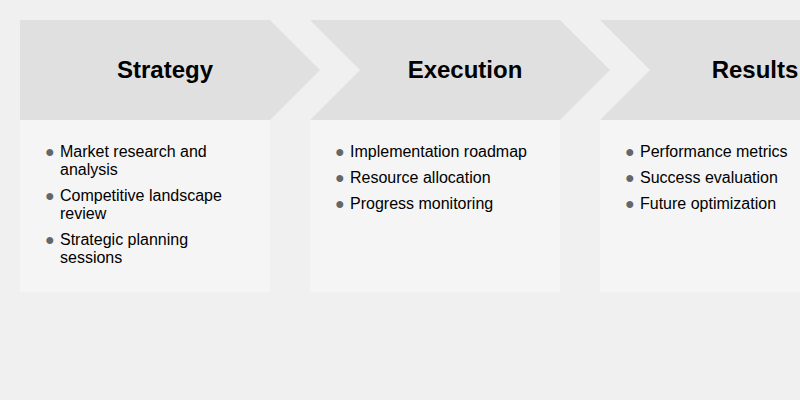 Strategy
● Market research and
analysis
● Competitive landscape
review
● Strategic planning
sessions
Execution
● Implementation roadmap
● Resource allocation
● Progress monitoring
Results
● Performance metrics
● Success evaluation
● Future optimization